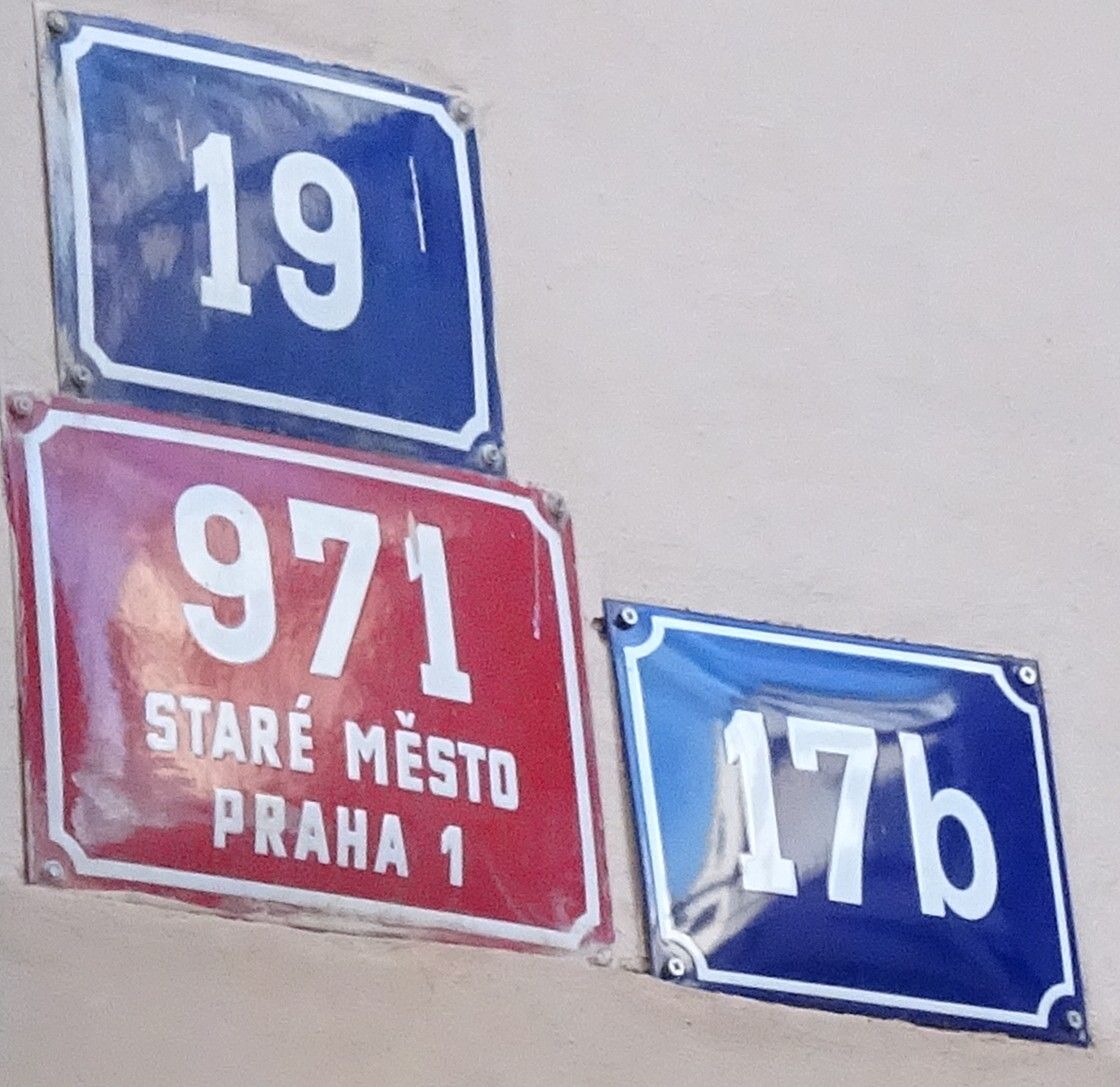 19
971
STARÉ MĚSTO
PRAHA 1
17b